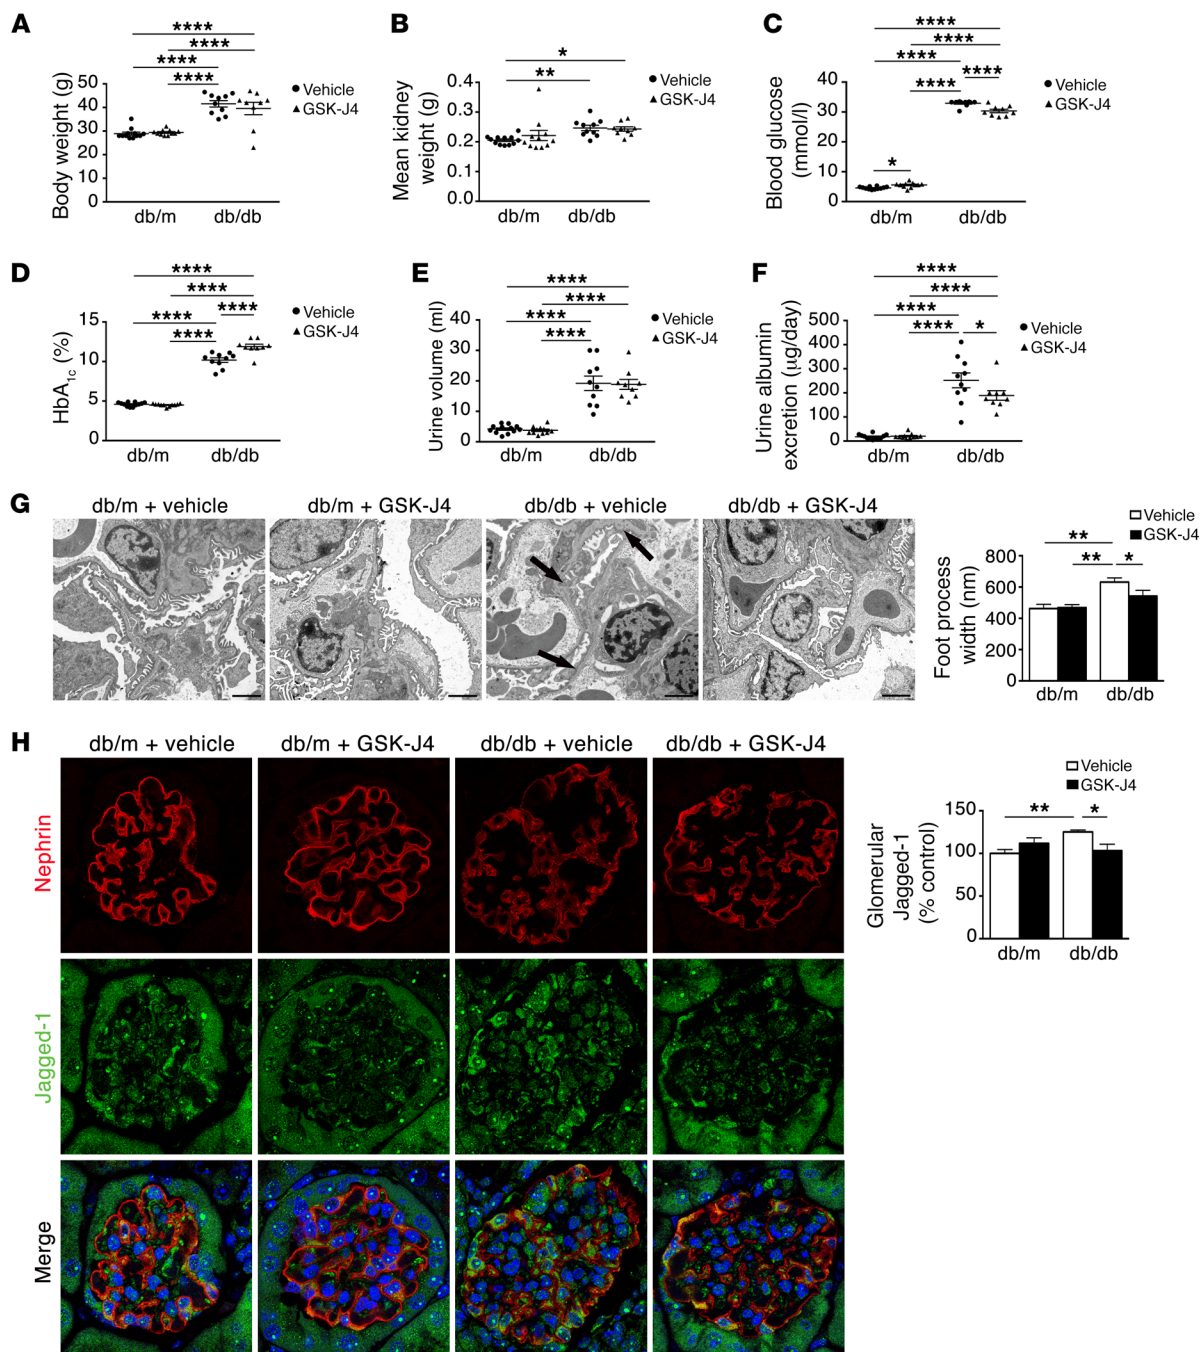 A
****
****
****
****
Body weight (g)
50
40
30
20
10
0
db/m
db/db
Vehicle
GSK-J4
B
*
**
Mean kidney
weight (g)
0.4
0.3
0.2
0.1
0.0
db/m
db/db
Vehicle
GSK-J4
C
****
****
****
****
****
*
Blood glucose
(mmol/l)
40
30
20
10
0
db/m
db/db
Vehicle
GSK-J4
D
****
****
****
****
****
HbA1c (%)
15
10
5
0
db/m
db/db
Vehicle
GSK-J4
E
****
****
****
****
Urine volume (ml)
40
30
20
10
0
db/m
db/db
Vehicle
GSK-J4
F
****
****
****
****
*
Urine albumin
excretion (μg/day)
500
400
300
200
100
0
db/m
db/db
Vehicle
GSK-J4
G
db/m + vehicle
db/m + GSK-J4
db/db + vehicle
db/db + GSK-J4
Vehicle
GSK-J4
**
**
*
Foot process
width (nm)
800
600
400
200
0
db/m
db/db
H
db/m + vehicle
db/m + GSK-J4
db/db + vehicle
db/db + GSK-J4
Nephrin
Jagged-1
Merge
Vehicle
GSK-J4
**
*
Glomerular
Jagged-1
(% control)
150
100
50
0
db/m
db/db